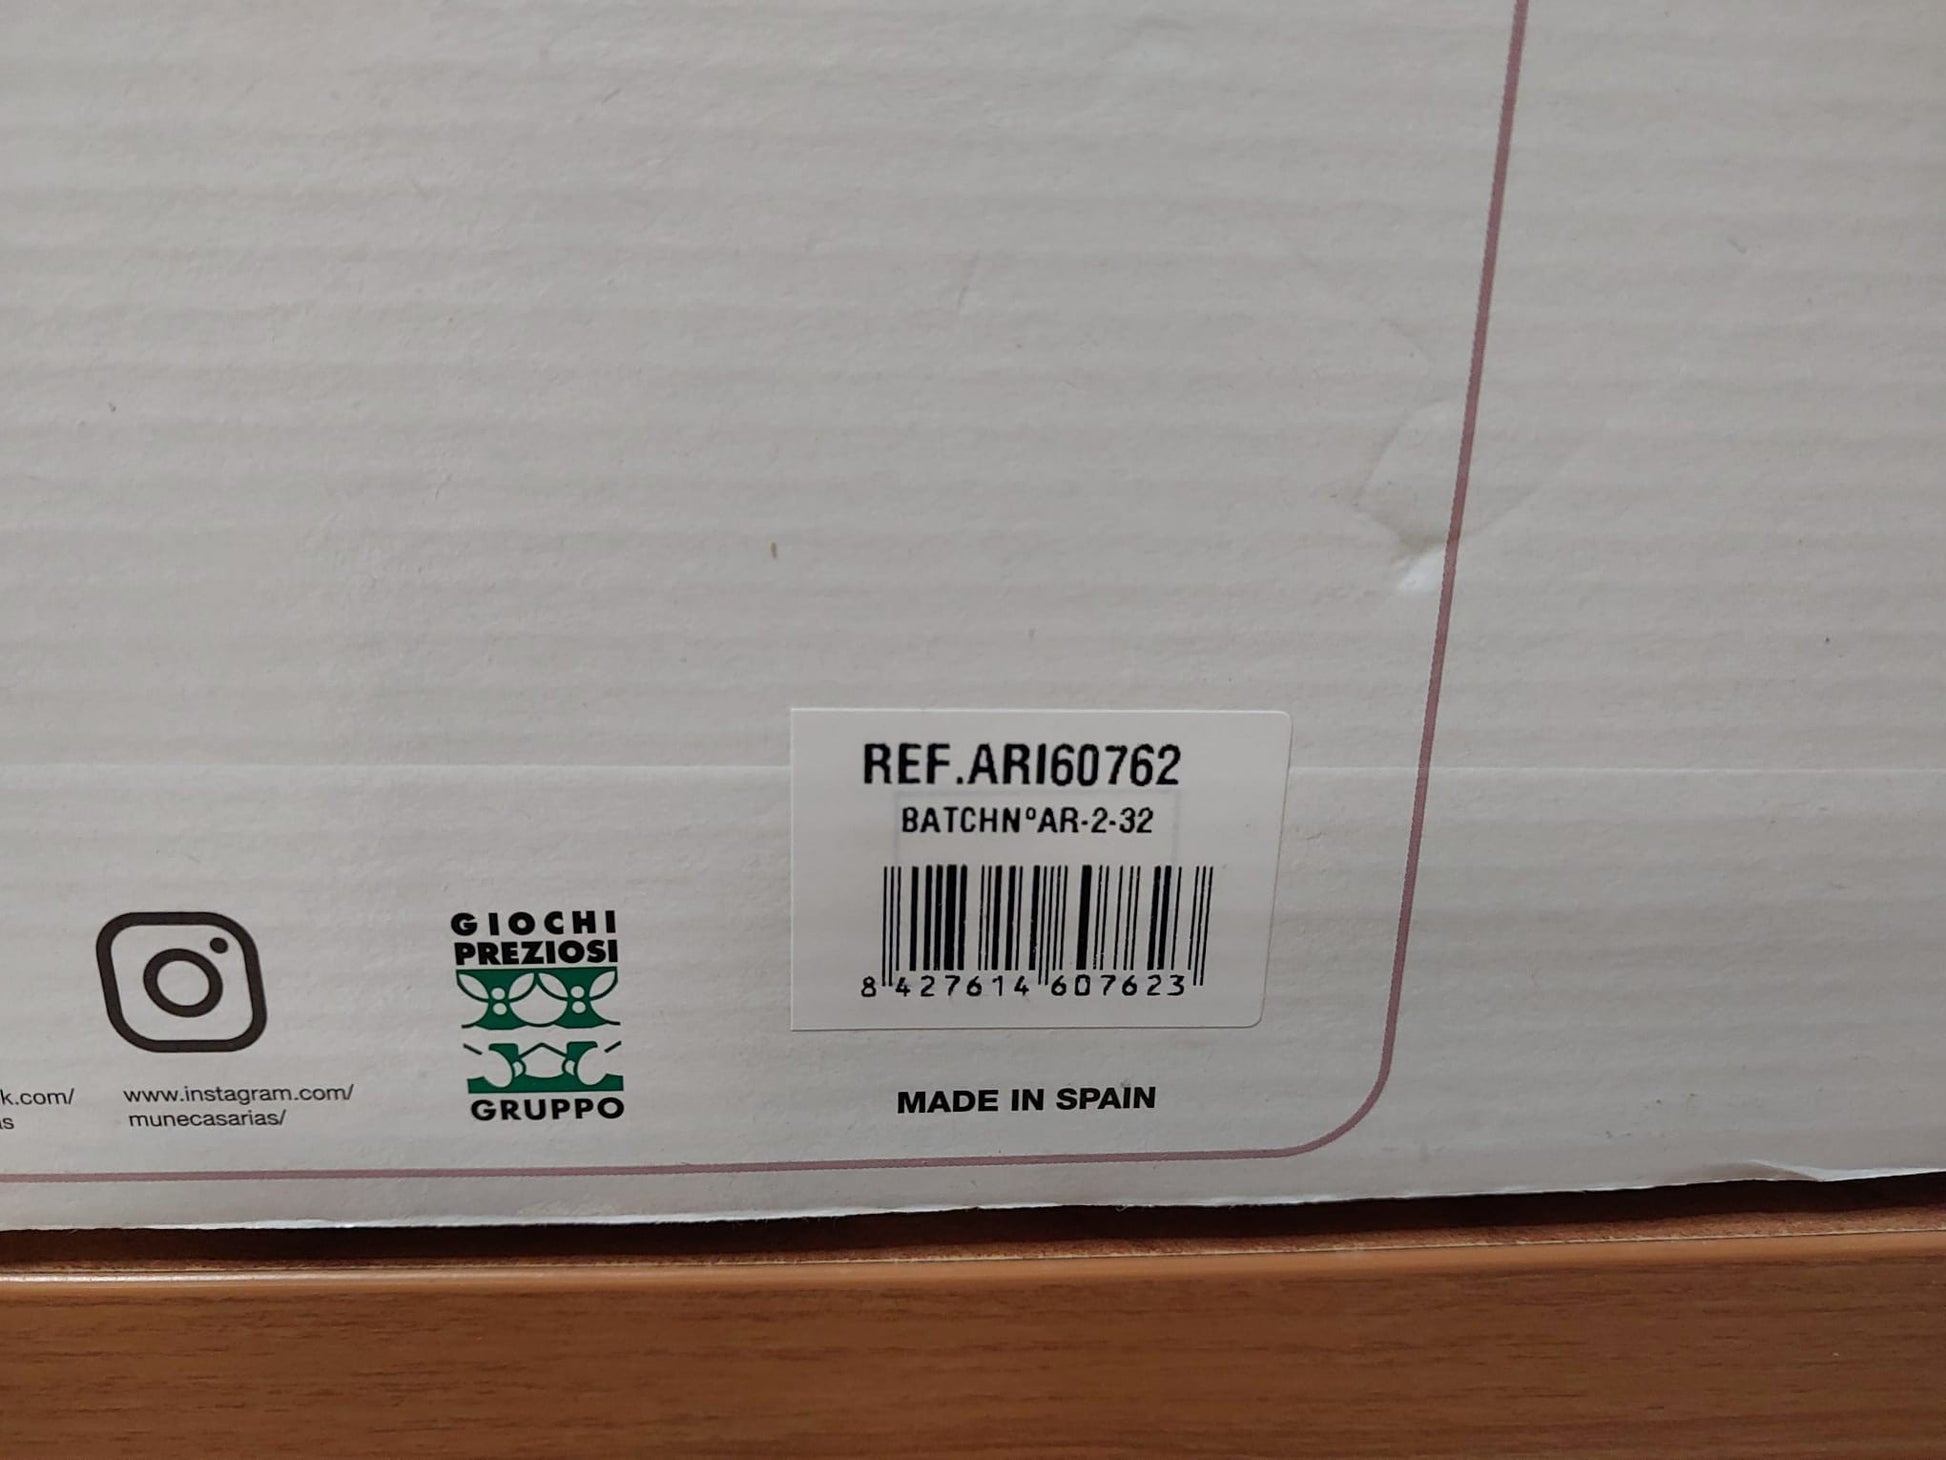 REF.ARI60762
BATCHNºAR-2-32
8 427614 607623
GIOCHI
PREZIOSI
GRUPPO
k.com/
s
www.instagram.com/
munecasarias/
MADE IN SPAIN